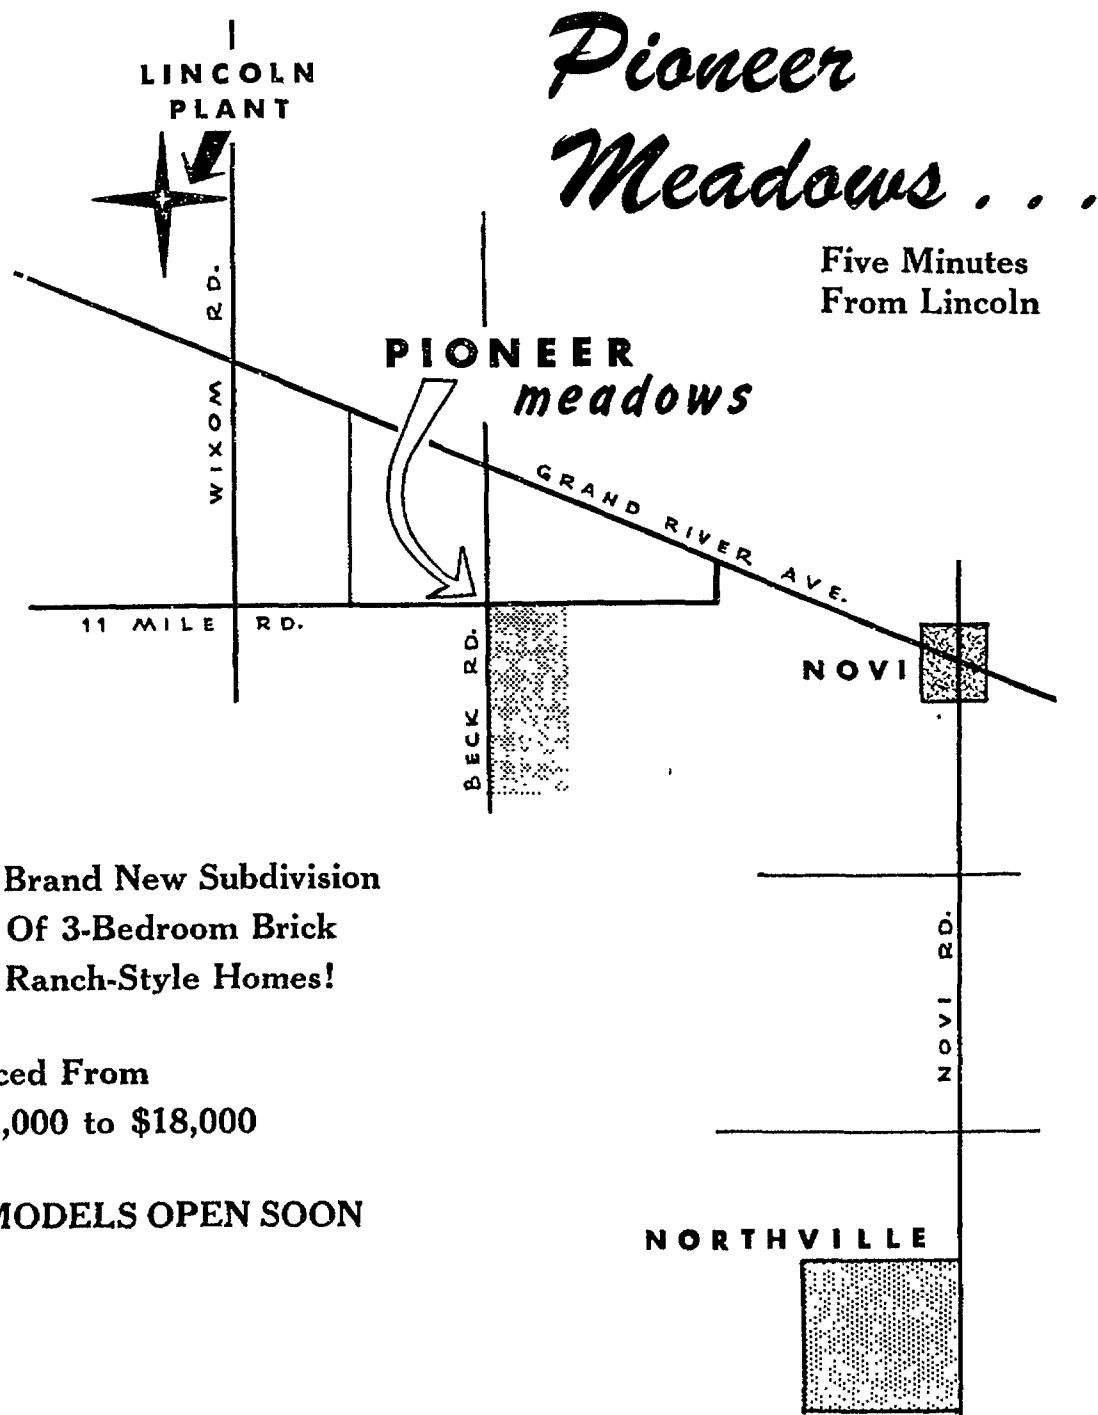 Pioneer
Meadows...
Five Minutes
From Lincoln
LINCOLN
PLANT
WIXOM RD.
PIONEER
meadows
GRAND RIVER AVE.
11 MILE RD.
BECK RD.
NOVI
NOVI RD.
NORTHVILLE
Brand New Subdivision
Of 3-Bedroom Brick
Ranch-Style Homes!
From
,000 to $18,000
OPEN SOON